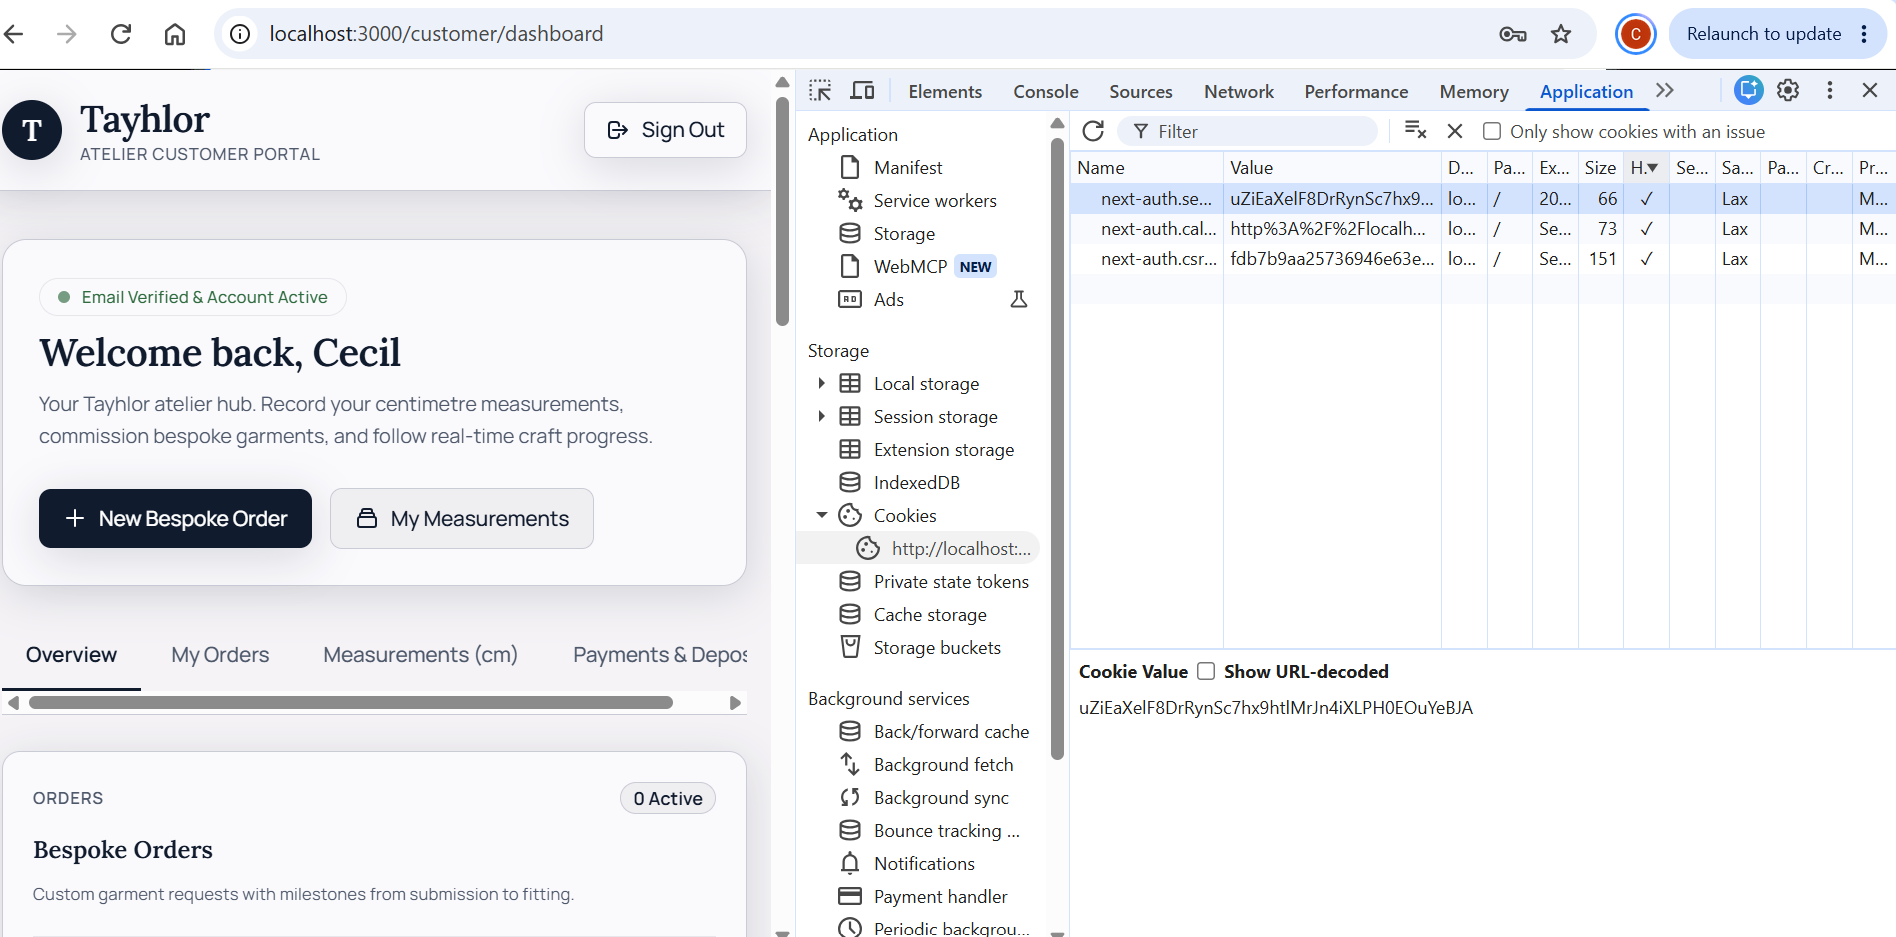 localhost:3000/customer/dashboard
C
Relaunch to update
T
Tayhlor
ATELIER CUSTOMER PORTAL
Sign Out
Email Verified & Account Active
Welcome back, Cecil
Your Tayhlor atelier hub. Record your centimetre measurements,
commission bespoke garments, and follow real-time craft progress.
New Bespoke Order
My Measurements
Overview My Orders Measurements (cm) Payments & Depos
ORDERS
0 Active
Bespoke Orders
Custom garment requests with milestones from submission to fitting.
Elements Console Sources Network Performance Memory Application
Application
Manifest
Service workers
Storage
WebMCP NEW
Ads
Storage
Local storage
Session storage
Extension storage
IndexedDB
Cookies
http://localhost:...
Private state tokens
Cache storage
Storage buckets
Background services
Back/forward cache
Background fetch
Background sync
Bounce tracking ...
Notifications
Payment handler
Periodic backgrou...
Filter
Only show cookies with an issue
Name Value D... Pa... Ex... Size H.▼ Se... Sa... Pa... Cr... Pr...
next-auth.se... uZiEaXelF8DrRynSc7hx9... lo... / 20... 66 ✓ Lax M...
next-auth.cal... http%3A%2F%2Flocalh... lo... / Se... 73 ✓ Lax M...
next-auth.csr... fdb7b9aa25736946e63e... lo... / Se... 151 ✓ Lax M...
Cookie Value Show URL-decoded
uZiEaXelF8DrRynSc7hx9htlMrJn4iXLPH0EOuYeBJA